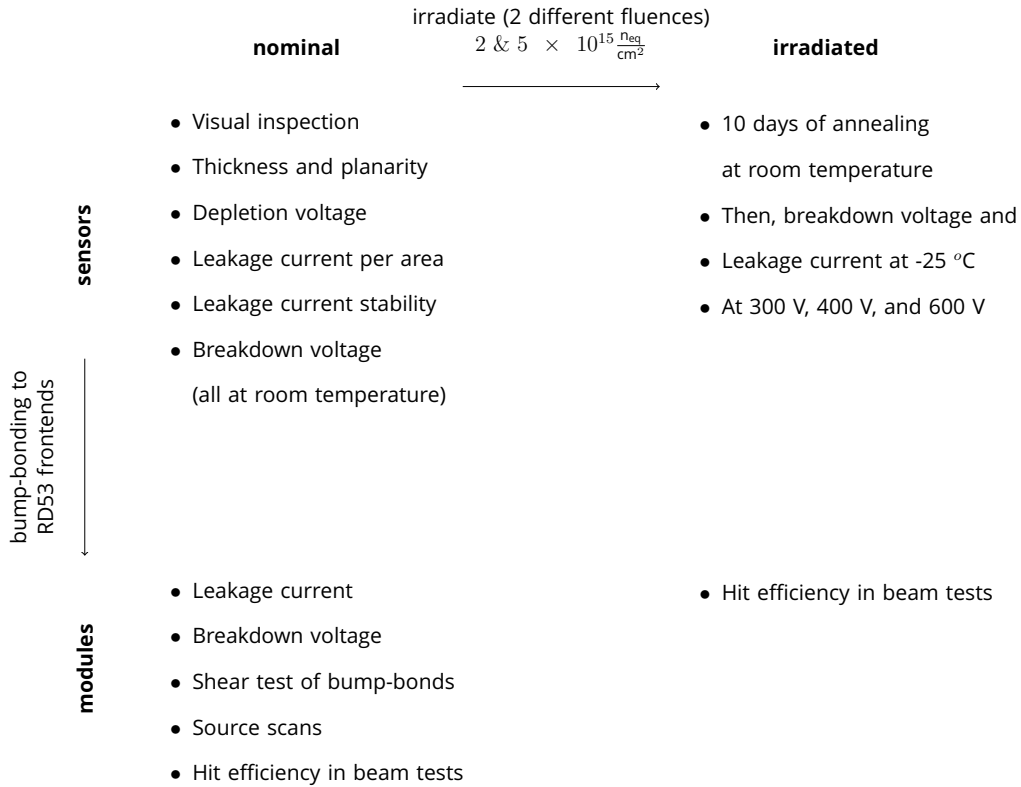 irradiate (2 different fluences)
nominal
2 & 5 × 10¹⁵ n_eq/cm²
irradiated
sensors
• Visual inspection
• Thickness and planarity
• Depletion voltage
• Leakage current per area
• Leakage current stability
• Breakdown voltage
(all at room temperature)
• 10 days of annealing
at room temperature
• Then, breakdown voltage and
• Leakage current at -25 °C
• At 300 V, 400 V, and 600 V
bump-bonding to
RD53 frontends
modules
• Leakage current
• Breakdown voltage
• Shear test of bump-bonds
• Source scans
• Hit efficiency in beam tests
• Hit efficiency in beam tests